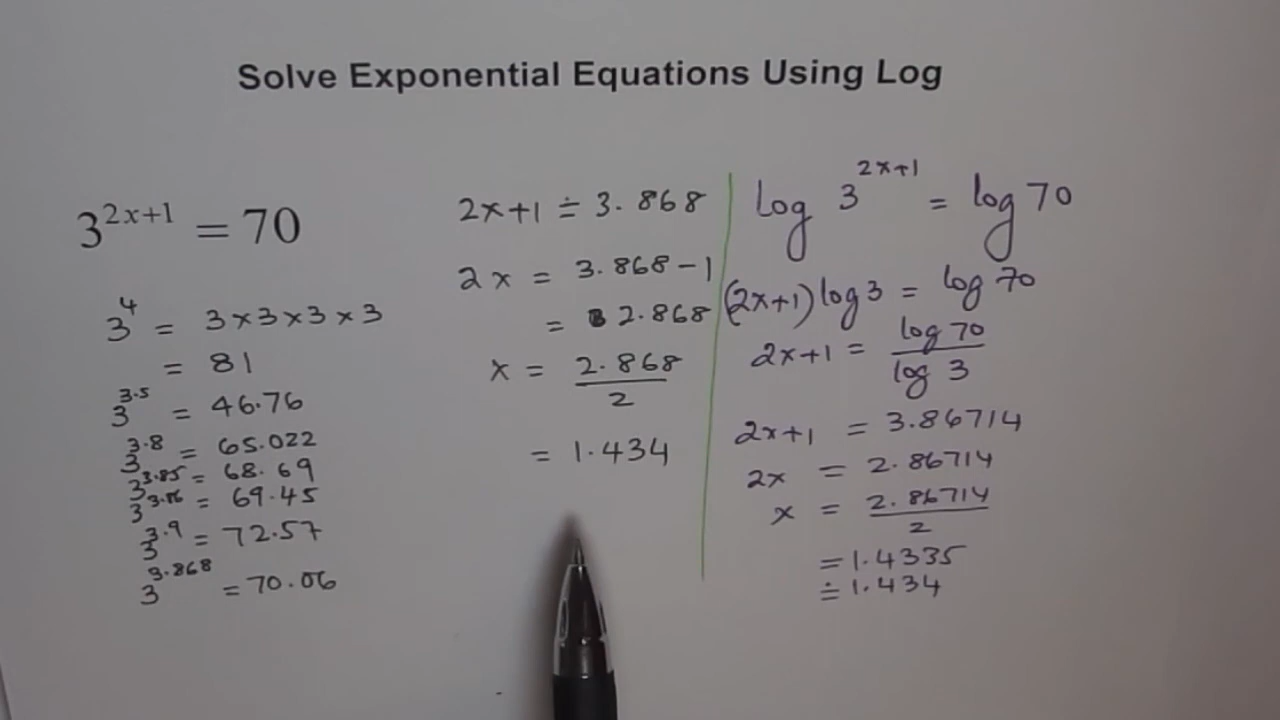 Solve Exponential Equations Using Log
3^{2x+1} = 70
3^4 = 3×3×3×3
= 81
3^{3.5} = 46.76
3^{3.8} = 65.022
3^{3.85} = 68.69
3^{3.86} = 69.45
3^{3.9} = 72.57
3^{3.868} = 70.06
2x+1 ≐ 3.868
2x = 3.868-1
= 2.868
x = 2.868/2
= 1.434
log 3^{2x+1} = log 70
(2x+1) log 3 = log 70
2x+1 = log 70/log 3
2x+1 = 3.86714
2x = 2.86714
x = 2.86714/2
= 1.4335
≐ 1.434